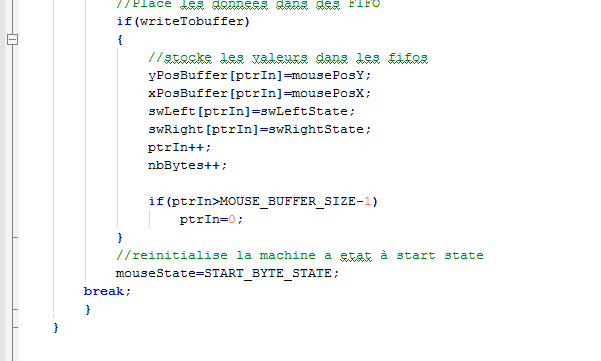 //Place les données dans des FIFO
if(writeTobuffer)
{
//stocke les valeurs dans les fifos
yPosBuffer[ptrIn]=mousePosY;
xPosBuffer[ptrIn]=mousePosX;
swLeft[ptrIn]=swLeftState;
swRight[ptrIn]=swRightState;
ptrIn++;
nbBytes++;
if(ptrIn>MOUSE_BUFFER_SIZE-1)
ptrIn=0;
}
//reinitialise la machine a etat à start state
mouseState=START_BYTE_STATE;
break;
}
}